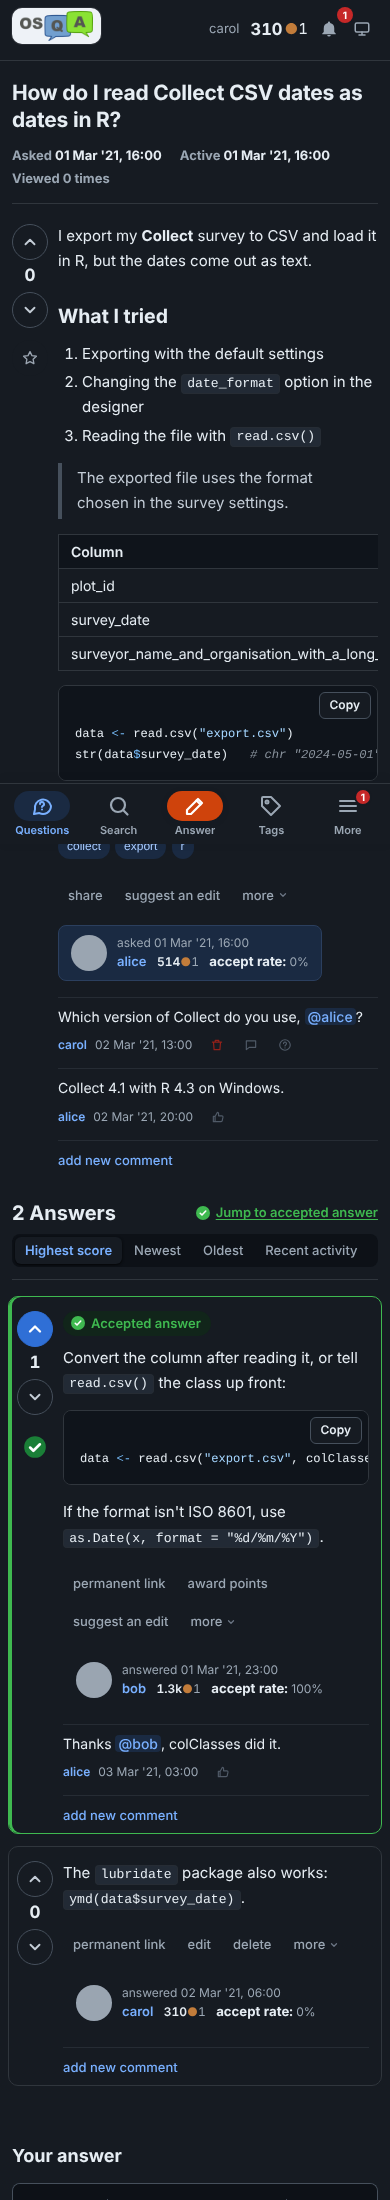 OSQA
carol 310 1 1
How do I read Collect CSV dates as
dates in R?
Asked 01 Mar '21, 16:00 Active 01 Mar '21, 16:00
Viewed 0 times
I export my Collect survey to CSV and load it
in R, but the dates come out as text.
0
What I tried
1. Exporting with the default settings
2. Changing the date_format option in the
designer
3. Reading the file with read.csv()
The exported file uses the format
chosen in the survey settings.
Column
plot_id
survey_date
surveyor_name_and_organisation_with_a_long_
Copy
data <- read.csv("export.csv")
str(data$survey_date) # chr "2024-05-01"
Questions Search Answer Tags More 1
collect export r
share suggest an edit more
asked 01 Mar '21, 16:00
alice 514 1 accept rate: 0%
Which version of Collect do you use, @alice?
carol 02 Mar '21, 13:00
Collect 4.1 with R 4.3 on Windows.
alice 02 Mar '21, 20:00
add new comment
2 Answers Jump to accepted answer
Highest score Newest Oldest Recent activity
Accepted answer
1
Convert the column after reading it, or tell
read.csv() the class up front:
Copy
data <- read.csv("export.csv", colClasse
If the format isn't ISO 8601, use
as.Date(x, format = "%d/%m/%Y").
permanent link award points
suggest an edit more
answered 01 Mar '21, 23:00
bob 1.3k 1 accept rate: 100%
Thanks @bob, colClasses did it.
alice 03 Mar '21, 03:00
add new comment
The lubridate package also works:
ymd(data$survey_date).
0
permanent link edit delete more
answered 02 Mar '21, 06:00
carol 310 1 accept rate: 0%
add new comment
Your answer